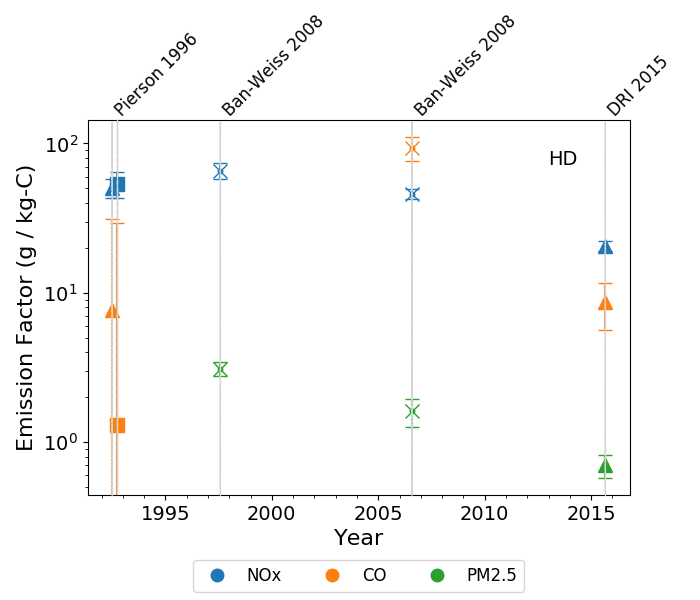 Pierson 1996
Ban-Weiss 2008
Ban-Weiss 2008
DRI 2015
HD
Emission Factor (g / kg-C)
10²
10¹
10⁰
1995 2000 2005 2010 2015
Year
NOx CO PM2.5